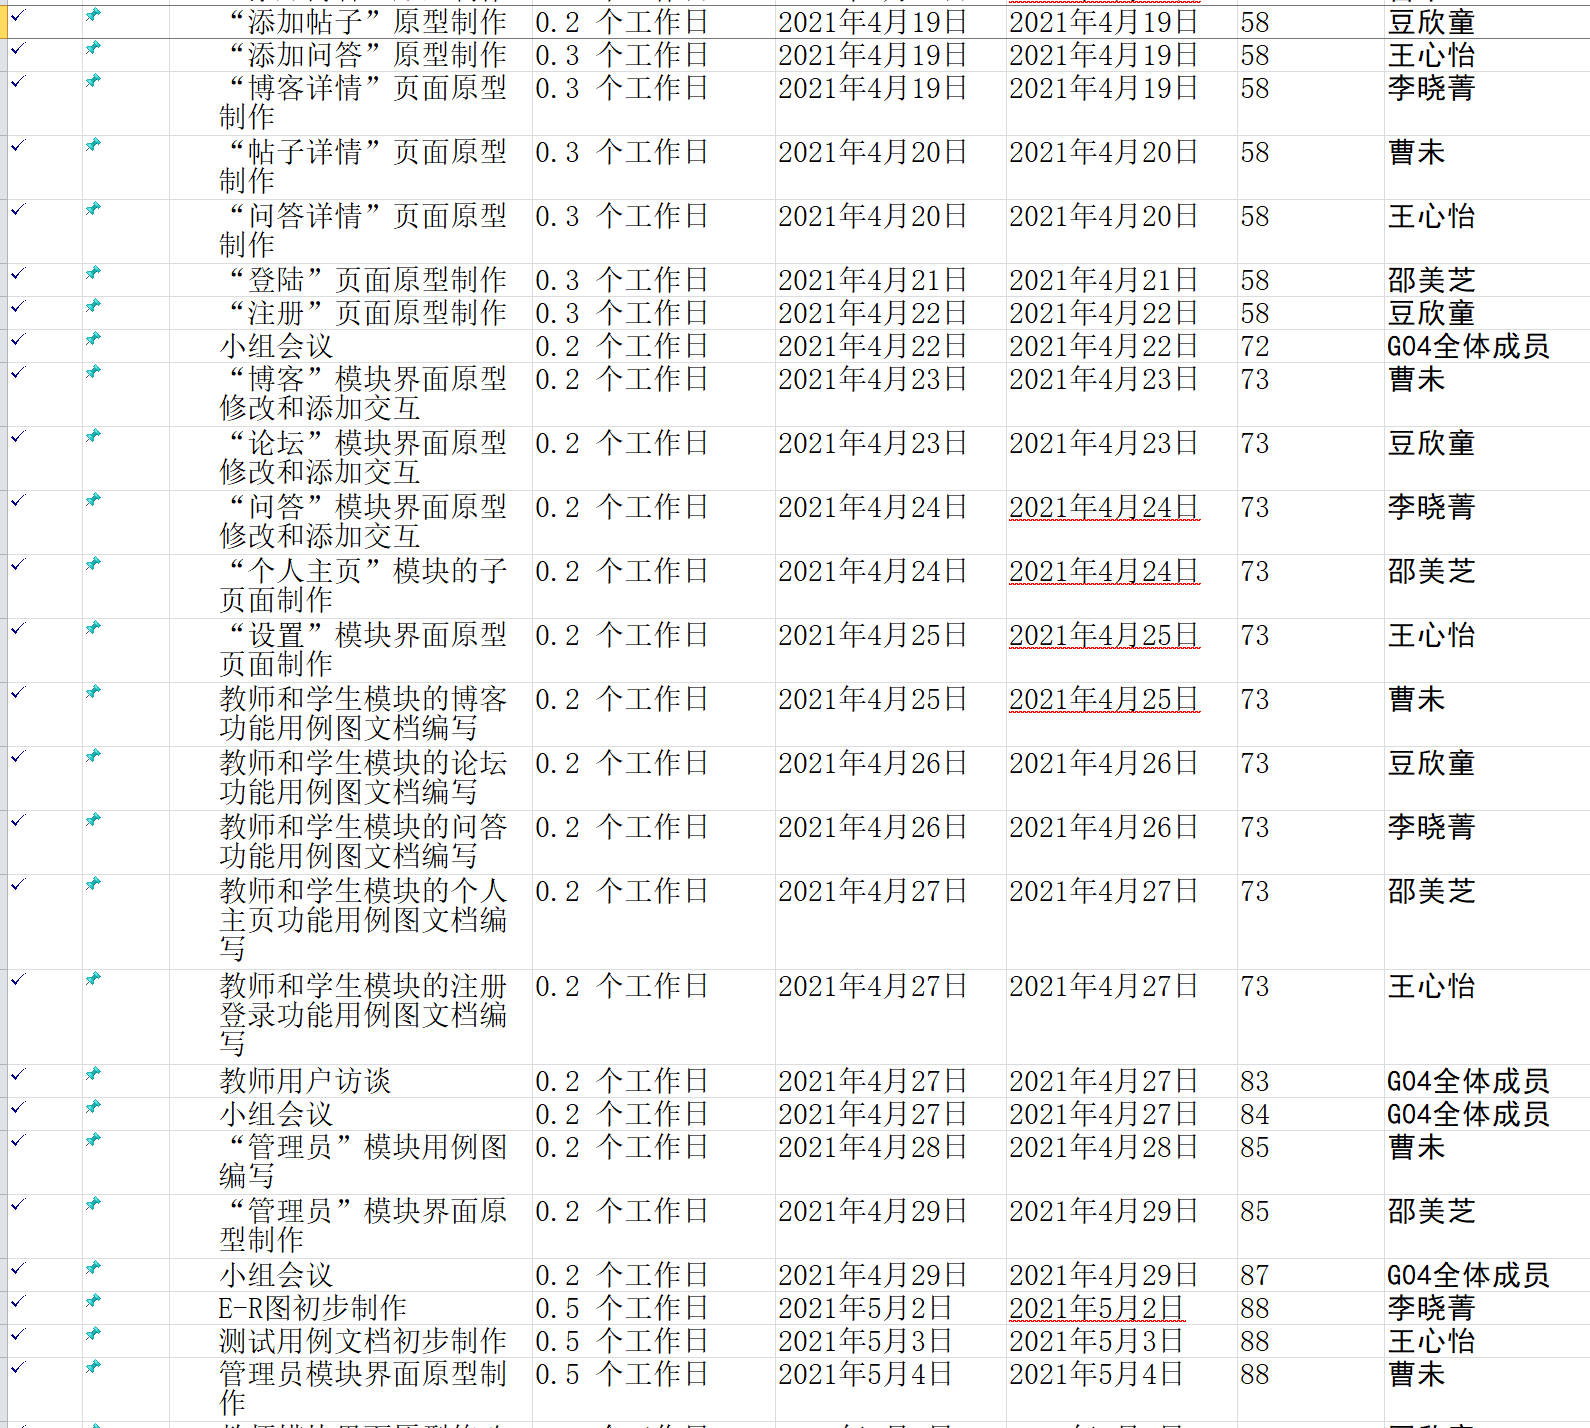 “添加帖子”原型制作 0.2 个工作日 2021年4月19日 2021年4月19日 58 豆欣童
“添加问答”原型制作 0.3 个工作日 2021年4月19日 2021年4月19日 58 王心怡
“博客详情”页面原型 0.3 个工作日 2021年4月19日 2021年4月19日 58 李晓菁
制作
“帖子详情”页面原型 0.3 个工作日 2021年4月20日 2021年4月20日 58 曹未
制作
“问答详情”页面原型 0.3 个工作日 2021年4月20日 2021年4月20日 58 王心怡
制作
“登陆”页面原型制作 0.3 个工作日 2021年4月21日 2021年4月21日 58 邵美芝
“注册”页面原型制作 0.3 个工作日 2021年4月22日 2021年4月22日 58 豆欣童
小组会议 0.2 个工作日 2021年4月22日 2021年4月22日 72 G04全体成员
“博客”模块界面原型 0.2 个工作日 2021年4月23日 2021年4月23日 73 曹未
修改和添加交互
“论坛”模块界面原型 0.2 个工作日 2021年4月23日 2021年4月23日 73 豆欣童
修改和添加交互
“问答”模块界面原型 0.2 个工作日 2021年4月24日 2021年4月24日 73 李晓菁
修改和添加交互
“个人主页”模块的子 0.2 个工作日 2021年4月24日 2021年4月24日 73 邵美芝
页面制作
“设置”模块界面原型 0.2 个工作日 2021年4月25日 2021年4月25日 73 王心怡
页面制作
教师和学生模块的博客 0.2 个工作日 2021年4月25日 2021年4月25日 73 曹未
功能用例图文档编写
教师和学生模块的论坛 0.2 个工作日 2021年4月26日 2021年4月26日 73 豆欣童
功能用例图文档编写
教师和学生模块的问答 0.2 个工作日 2021年4月26日 2021年4月26日 73 李晓菁
功能用例图文档编写
教师和学生模块的个人 0.2 个工作日 2021年4月27日 2021年4月27日 73 邵美芝
主页功能用例图文档编
写
教师和学生模块的注册 0.2 个工作日 2021年4月27日 2021年4月27日 73 王心怡
登录功能用例图文档编
写
教师用户访谈 0.2 个工作日 2021年4月27日 2021年4月27日 83 G04全体成员
小组会议 0.2 个工作日 2021年4月27日 2021年4月27日 84 G04全体成员
“管理员”模块用例图 0.2 个工作日 2021年4月28日 2021年4月28日 85 曹未
编写
“管理员”模块界面原 0.2 个工作日 2021年4月29日 2021年4月29日 85 邵美芝
型制作
小组会议 0.2 个工作日 2021年4月29日 2021年4月29日 87 G04全体成员
E-R图初步制作 0.5 个工作日 2021年5月2日 2021年5月2日 88 李晓菁
测试用例文档初步制作 0.5 个工作日 2021年5月3日 2021年5月3日 88 王心怡
管理员模块界面原型制 0.5 个工作日 2021年5月4日 2021年5月4日 88 曹未
作